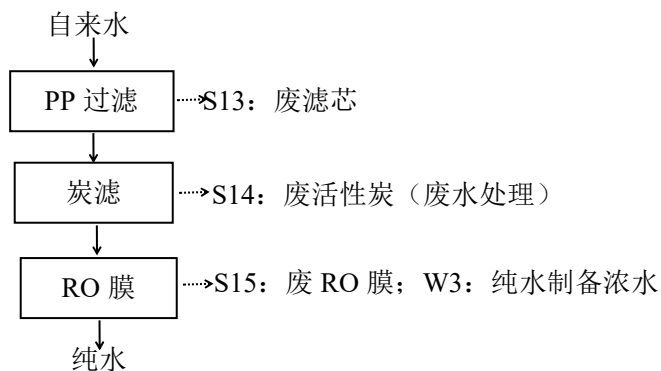 自来水
PP 过滤
S13：废滤芯
炭滤
S14：废活性炭（废水处理）
RO 膜
S15：废 RO 膜；W3：纯水制备浓水
纯水